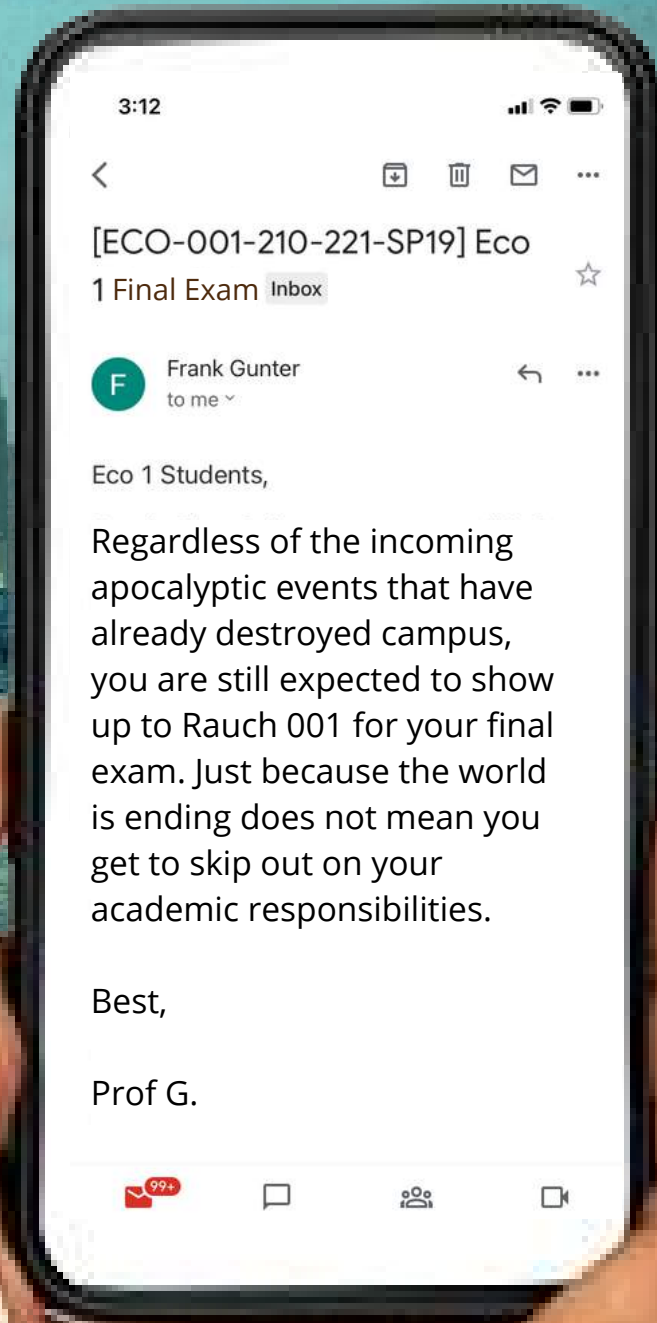 3:12
[ECO-001-210-221-SP19] Eco
1 Final Exam Inbox
F
Frank Gunter
to me
Eco 1 Students,
Regardless of the incoming
apocalyptic events that have
already destroyed campus,
you are still expected to show
up to Rauch 001 for your final
exam. Just because the world
is ending does not mean you
get to skip out on your
academic responsibilities.
Best,
Prof G.
99+